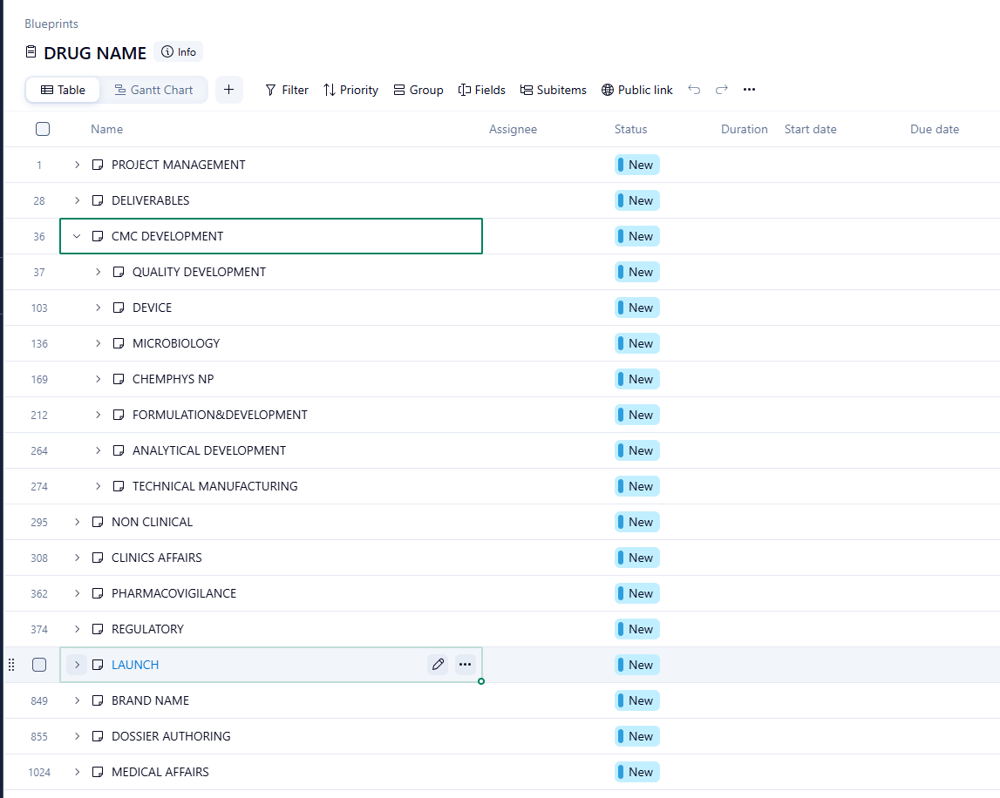 Blueprints
DRUG NAME Info
Table Gantt Chart + Filter Priority Group Fields Subitems Public link
Name Assignee Status Duration Start date Due date
1 PROJECT MANAGEMENT New
28 DELIVERABLES New
36 CMC DEVELOPMENT New
37 QUALITY DEVELOPMENT New
103 DEVICE New
136 MICROBIOLOGY New
169 CHEMPHYS NP New
212 FORMULATION&DEVELOPMENT New
264 ANALYTICAL DEVELOPMENT New
274 TECHNICAL MANUFACTURING New
295 NON CLINICAL New
308 CLINICS AFFAIRS New
362 PHARMACOVIGILANCE New
374 REGULATORY New
LAUNCH New
849 BRAND NAME New
855 DOSSIER AUTHORING New
1024 MEDICAL AFFAIRS New